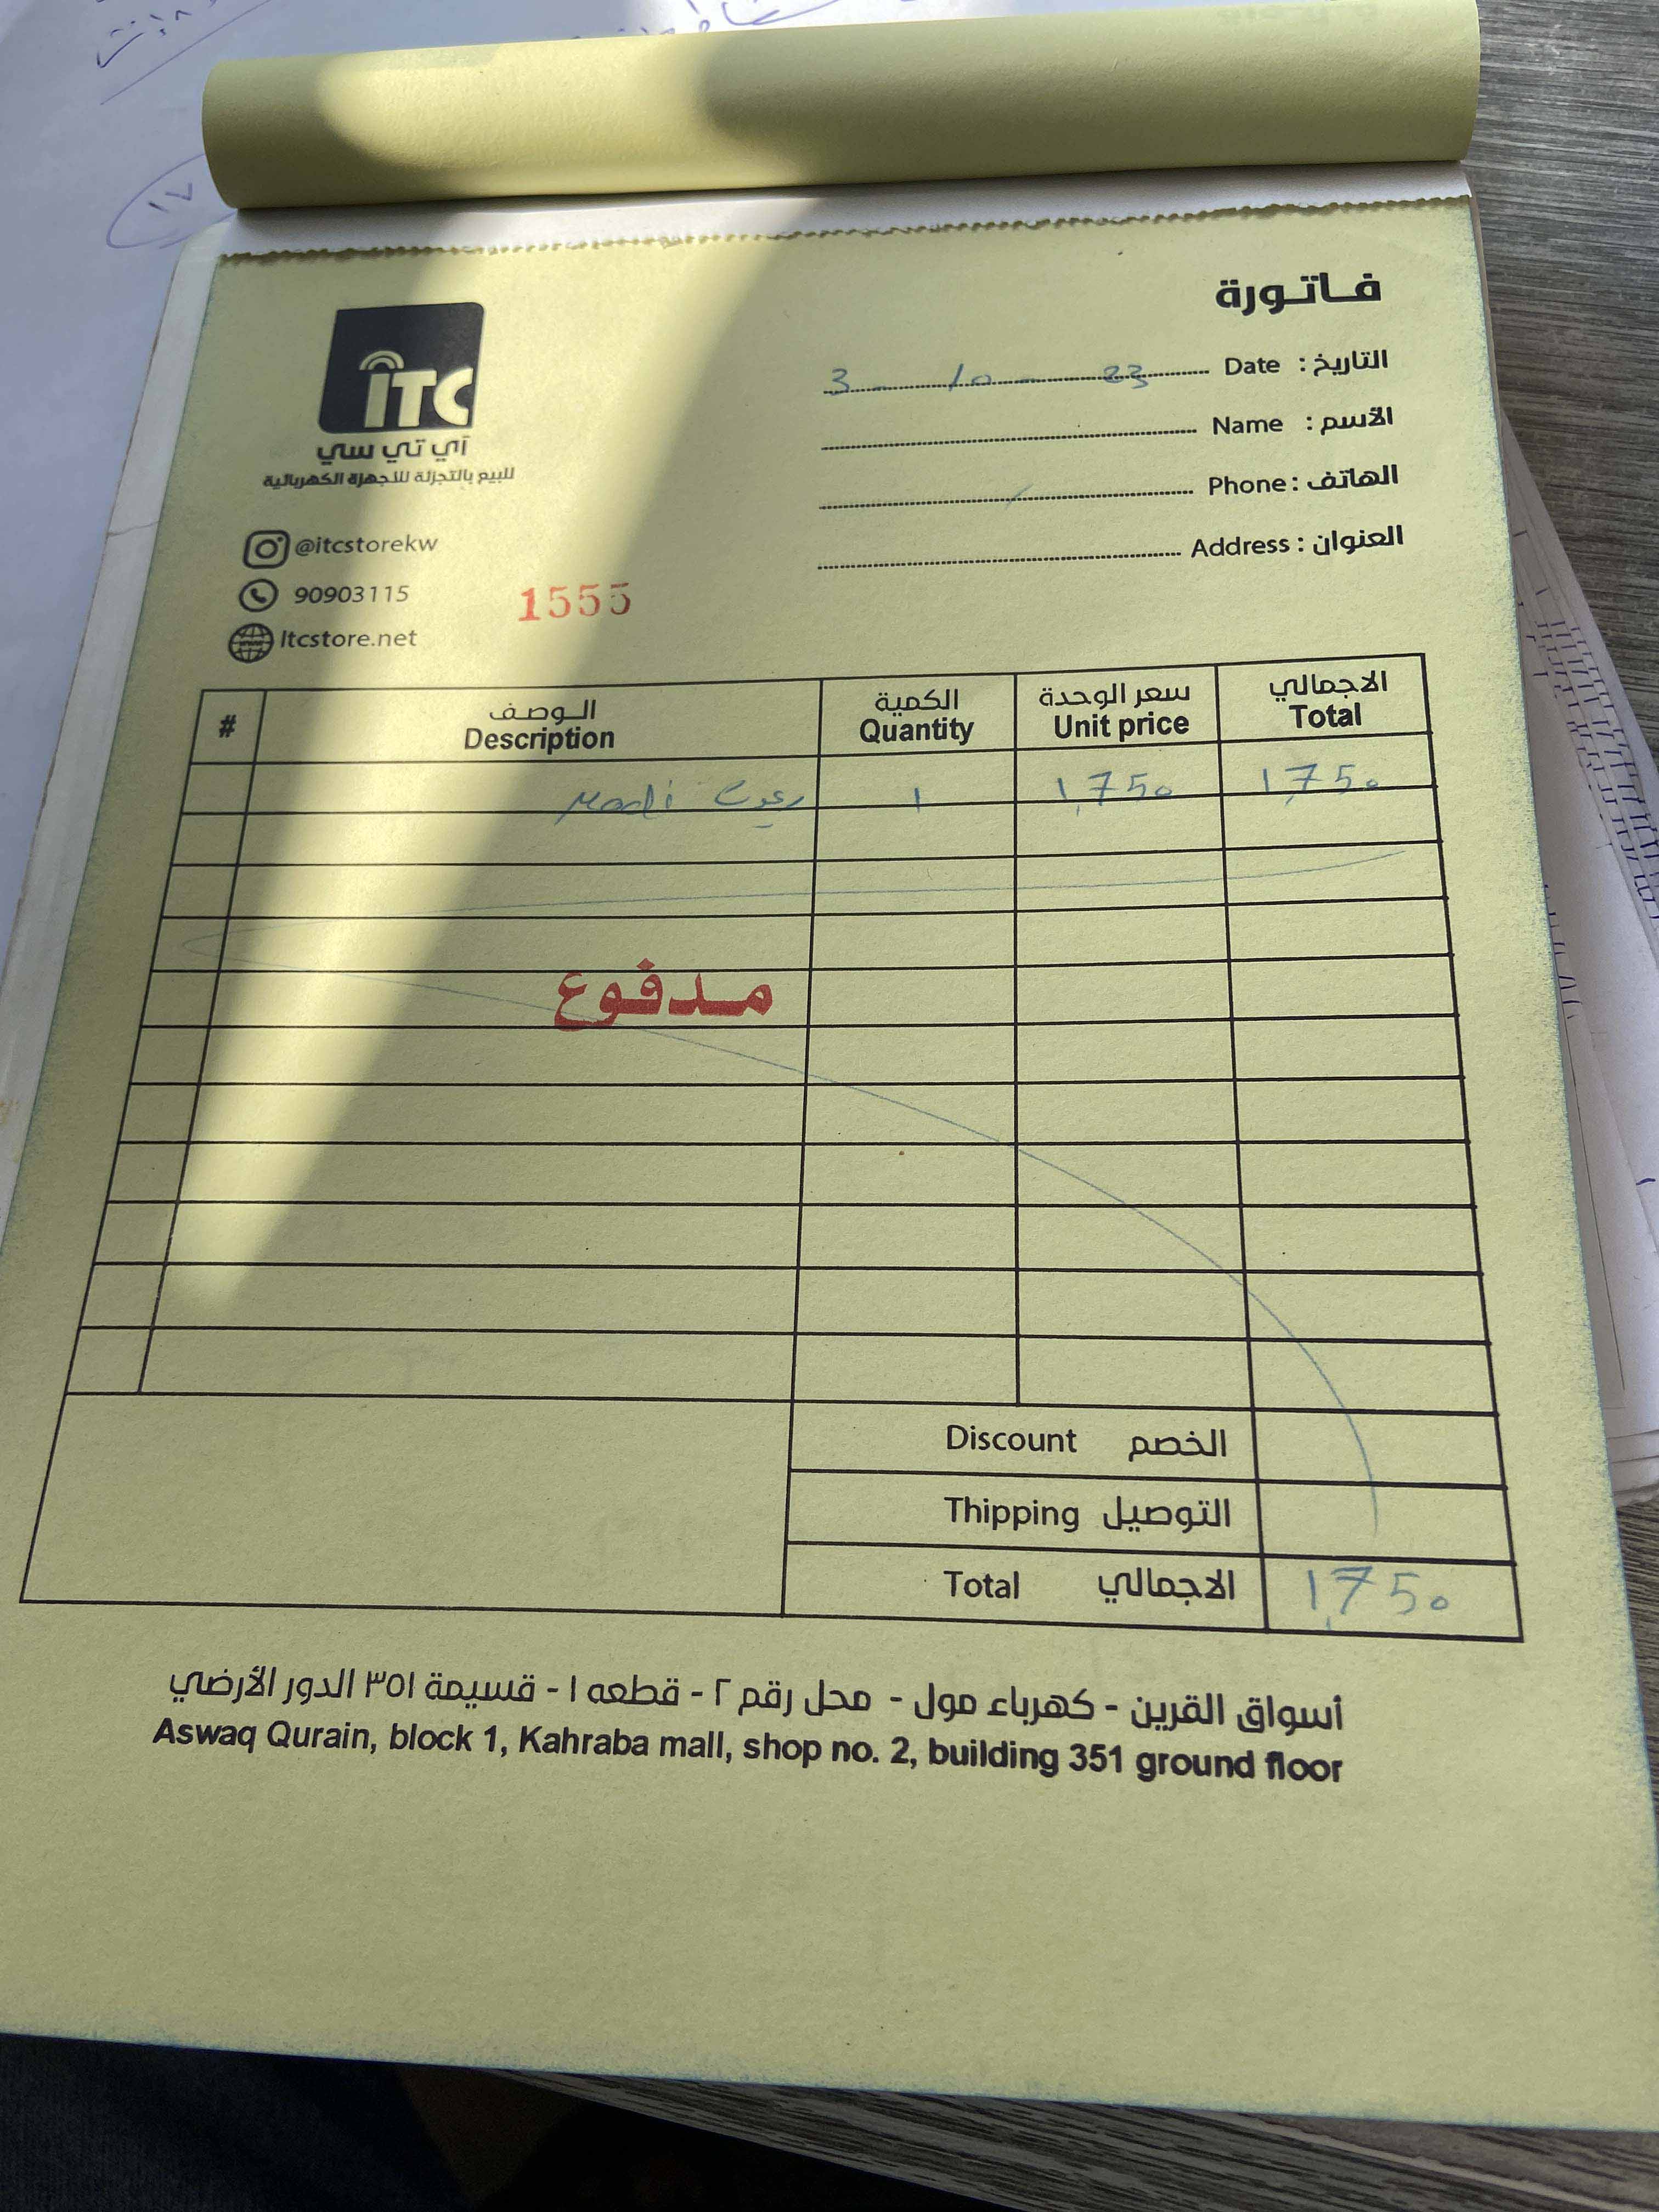 فاتورة
التاريخ : Date 3 - 10 - 23
الأسم : Name
الهاتف : Phone
العنوان : Address
iTC
آي تي سي
للبيع بالتجزئة للأجهزة الكهربائية
@itcstorekw
90903115
Itcstore.net
1555
# الوصف الكمية سعر الوحدة الاجمالي
Description Quantity Unit price Total
ريموت 1 1,750 1,750
مدفوع
Discount الخصم
Thipping التوصيل
Total الاجمالي 1,750
أسواق القرين - كهرباء مول - محل رقم ٢ - قطعه ١ - قسيمة ٣٥١ الدور الأرضي
Aswaq Qurain, block 1, Kahraba mall, shop no. 2, building 351 ground floor